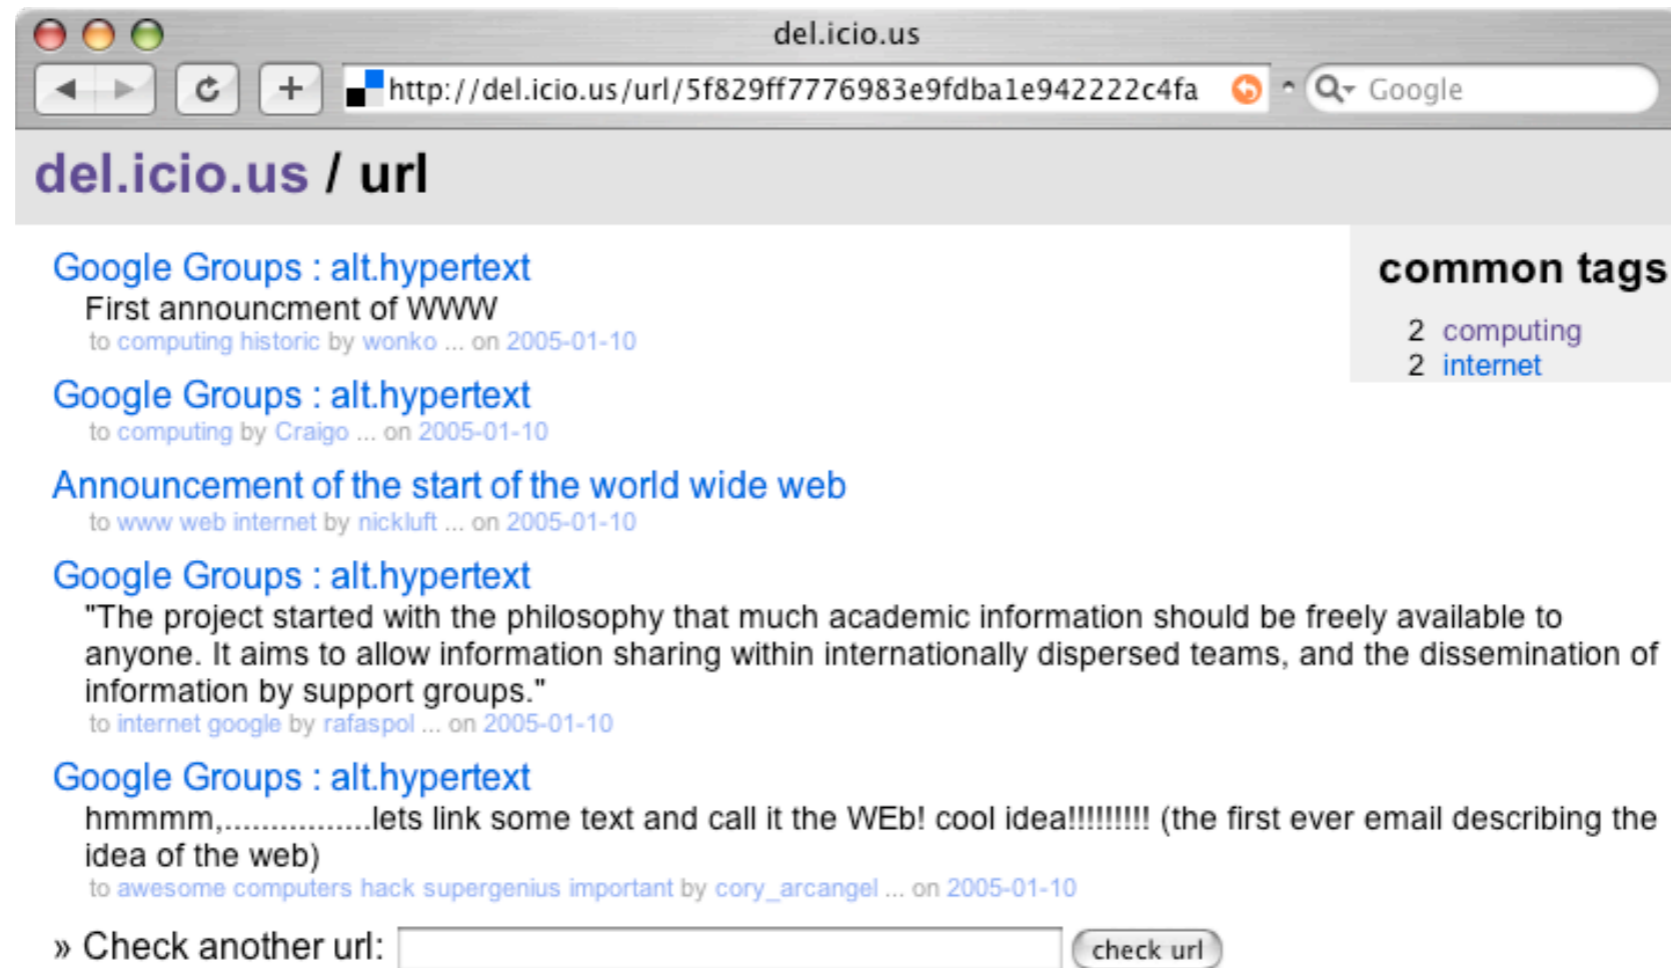 del.icio.us
http://del.icio.us/url/5f829ff7776983e9fdba1e942222c4fa
Google
del.icio.us / url
Google Groups : alt.hypertext
First announcment of WWW
to computing historic by wonko ... on 2005-01-10
Google Groups : alt.hypertext
to computing by Craigo ... on 2005-01-10
Announcement of the start of the world wide web
to www web internet by nickluft ... on 2005-01-10
Google Groups : alt.hypertext
"The project started with the philosophy that much academic information should be freely available to
anyone. It aims to allow information sharing within internationally dispersed teams, and the dissemination of
information by support groups."
to internet google by rafaspol ... on 2005-01-10
Google Groups : alt.hypertext
hmmmm,................lets link some text and call it the WEb! cool idea!!!!!!!!! (the first ever email describing the
idea of the web)
to awesome computers hack supergenius important by cory_arcangel ... on 2005-01-10
» Check another url:
check url
common tags
2 computing
2 internet